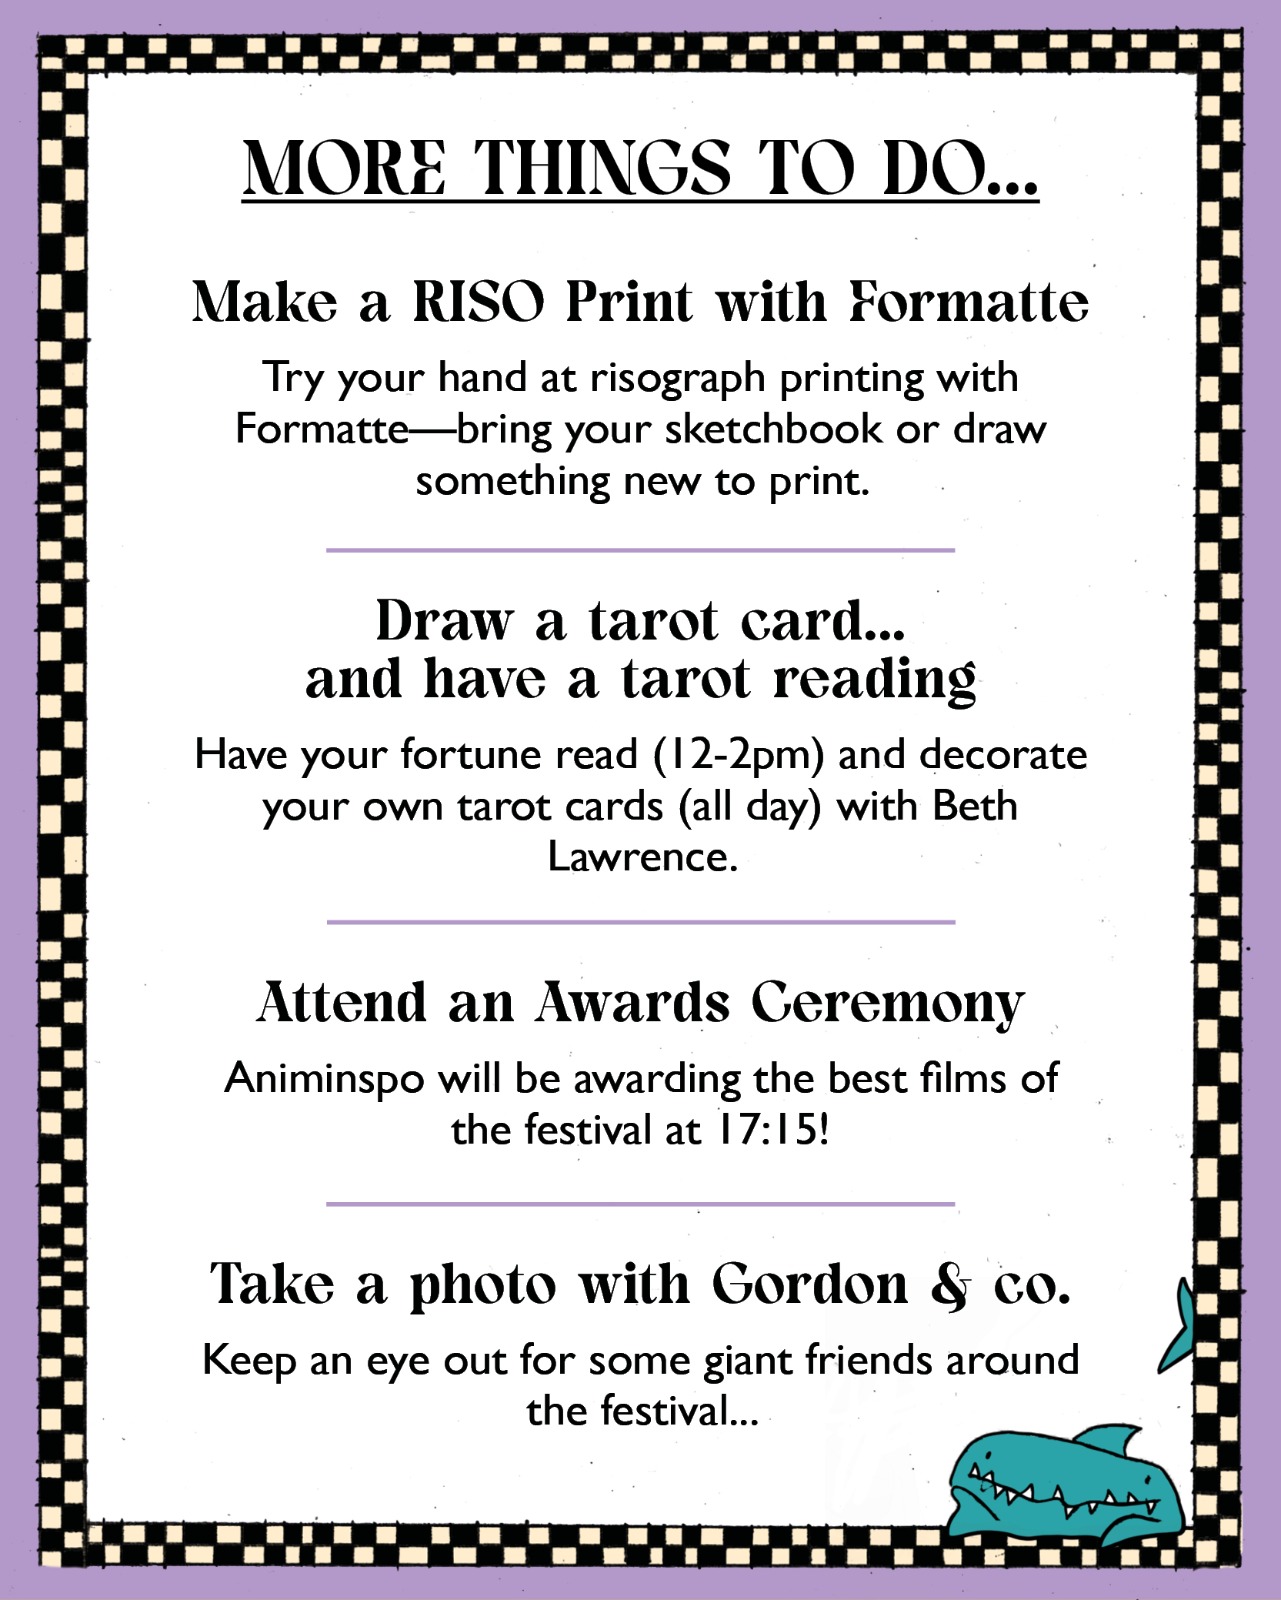 MORE THINGS TO DO...
Make a RISO Print with Formatte
Try your hand at risograph printing with
Formatte—bring your sketchbook or draw
something new to print.
Draw a tarot card...
and have a tarot reading
Have your fortune read (12-2pm) and decorate
your own tarot cards (all day) with Beth
Lawrence.
Attend an Awards Ceremony
Animinspo will be awarding the best films of
the festival at 17:15!
Take a photo with Gordon & co.
Keep an eye out for some giant friends around
the festival...